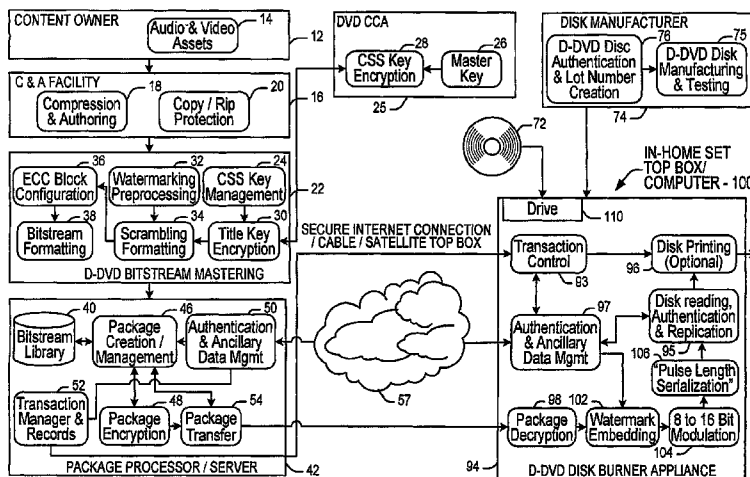 CONTENT OWNER
14
Audio & Video
Assets
12
C & A FACILITY
18
20
Compression
& Authoring
Copy / Rip
Protection
16
DVD CCA
28
26
CSS Key
Encryption
Master
Key
25
DISK MANUFACTURER
76
75
D-DVD Disc
Authentication
& Lot Number
Creation
D-DVD Disk
Manufacturing
& Testing
74
72
IN-HOME SET
TOP BOX/
COMPUTER - 100
36
32
24
ECC Block
Configuration
Watermarking
Preprocessing
CSS Key
Management
22
38
34
30
Bitstream
Formatting
Scrambling
Formatting
Title Key
Encryption
D-DVD BITSTREAM MASTERING
SECURE INTERNET CONNECTION
/ CABLE / SATELLITE TOP BOX
Drive
110
Transaction
Control
93
Disk Printing
(Optional)
96
40
46
50
Bitstream
Library
Package
Creation /
Management
Authentication
& Ancillary
Data Mgmt
57
97
Authentication
& Ancillary
Data Mgmt
Disk reading,
Authentication
& Replication
106
95
"Pulse Length
Serialization"
52
48
54
Transaction
Manager &
Records
Package
Encryption
Package
Transfer
42
PACKAGE PROCESSOR / SERVER
98
102
Package
Decryption
Watermark
Embedding
8 to 16 Bit
Modulation
104
94
D-DVD DISK BURNER APPLIANCE